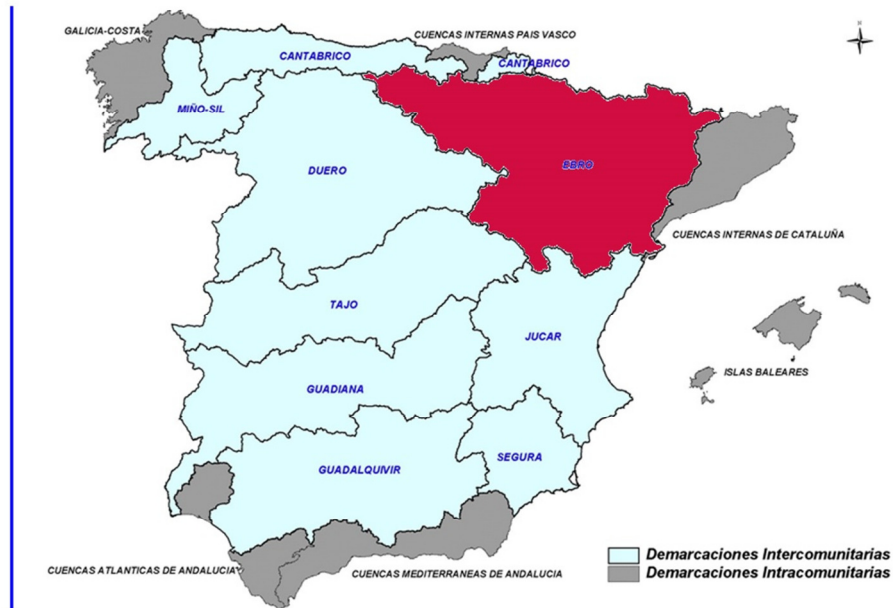 GALICIA-COSTA
CUENCAS INTERNAS PAIS VASCO
CANTABRICO
CANTABRICO
MIÑO-SIL
DUERO
EBRO
CUENCAS INTERNAS DE CATALUÑA
TAJO
JUCAR
ISLAS BALEARES
GUADIANA
GUADALQUIVIR
SEGURA
CUENCAS ATLANTICAS DE ANDALUCIA
CUENCAS MEDITERRANEAS DE ANDALUCIA
Demarcaciones Intercomunitarias
Demarcaciones Intracomunitarias